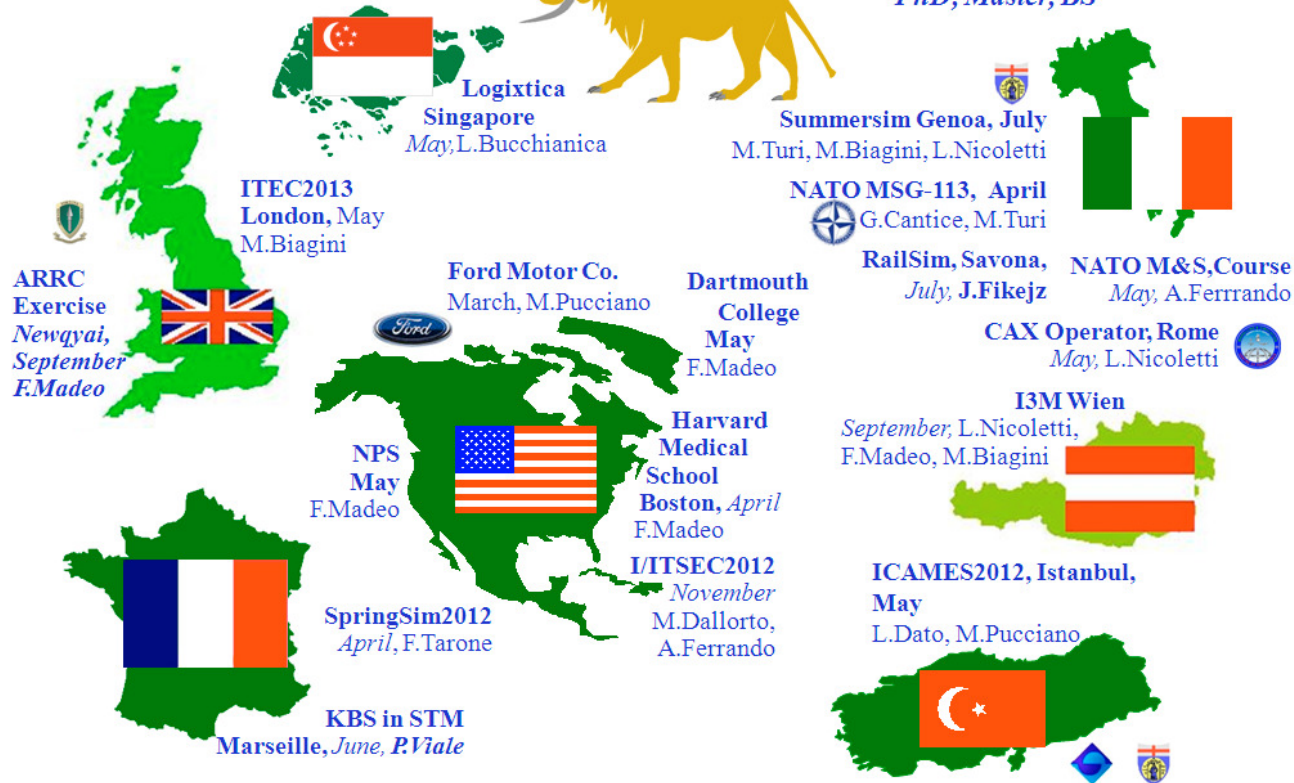 PhD, Master, BS
Logixtica
Singapore
May,L.Bucchianica
Summersim Genoa, July
M.Turi, M.Biagini, L.Nicoletti
ITEC2013
London, May
M.Biagini
NATO MSG-113, April
G.Cantice, M.Turi
ARRC
Exercise
Newqyai,
September
F.Madeo
Ford Motor Co.
March, M.Pucciano
Ford
Dartmouth
College
May
F.Madeo
RailSim, Savona,
July, J.Fikejz
NATO M&S,Course
May, A.Ferrrando
CAX Operator, Rome
May, L.Nicoletti
I3M Wien
September, L.Nicoletti,
F.Madeo, M.Biagini
NPS
May
F.Madeo
Harvard
Medical
School
Boston, April
F.Madeo
I/ITSEC2012
November
M.Dallorto,
A.Ferrando
SpringSim2012
April, F.Tarone
ICAMES2012, Istanbul,
May
L.Dato, M.Pucciano
KBS in STM
Marseille, June, P.Viale